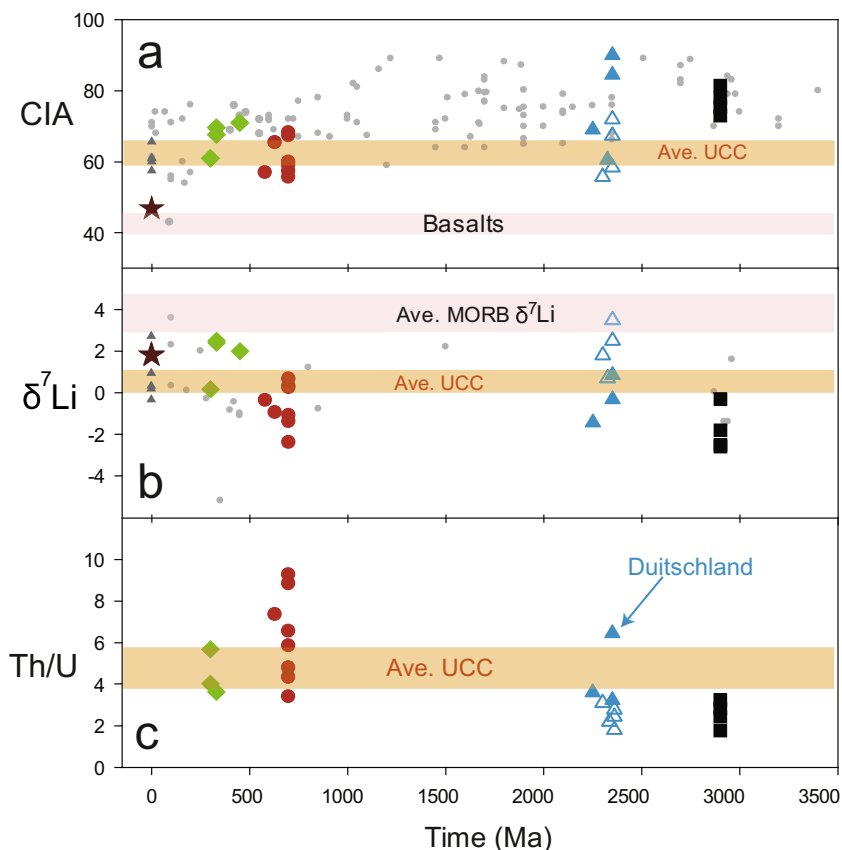 a
CIA
100
80
60
40
Ave. UCC
Basalts
b
δ⁷Li
4
2
0
-2
-4
Ave. MORB δ⁷Li
Ave. UCC
c
Th/U
10
8
6
4
2
0
Duitschland
Ave. UCC
0 500 1000 1500 2000 2500 3000 3500
Time (Ma)